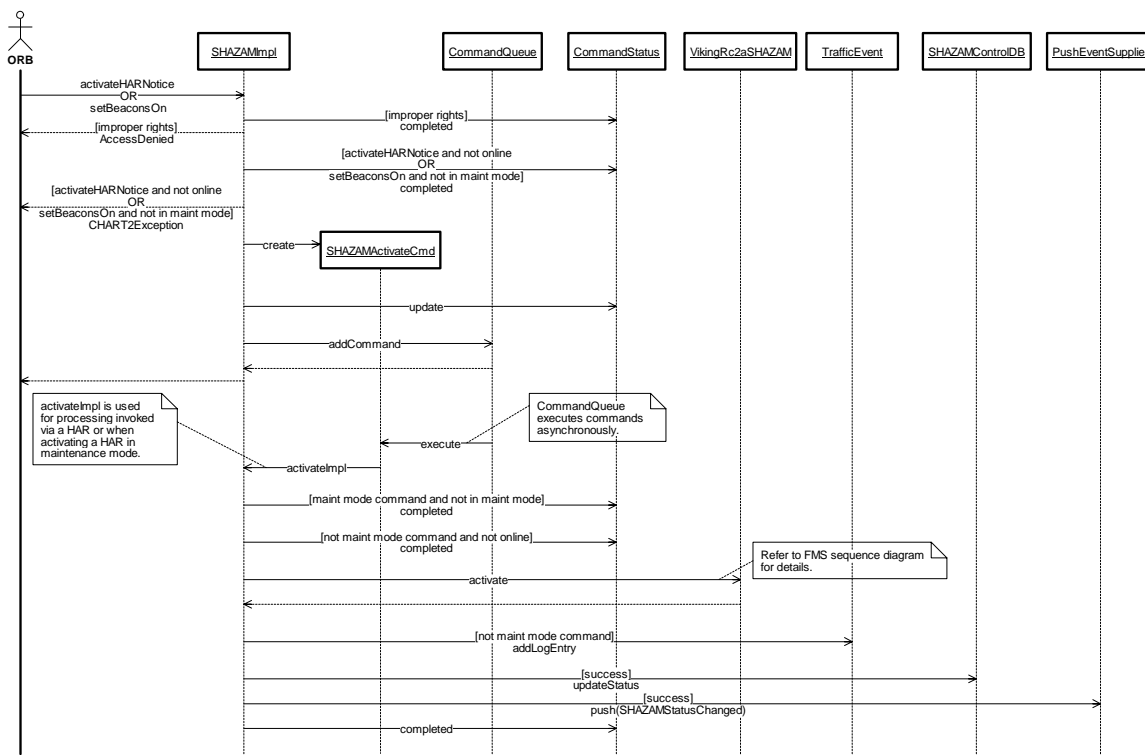 ORB
SHAZAMImpl
CommandQueue
CommandStatus
VikingRc2aSHAZAM
TrafficEvent
SHAZAMControlDB
PushEventSupplie
activateHARNotice
OR
setBeaconsOn
[improper rights]
completed
[improper rights]
AccessDenied
[activateHARNotice and not online
OR
setBeaconsOn and not in maint mode]
completed
[activateHARNotice and not online
OR
setBeaconsOn and not in maint mode]
CHART2Exception
create
SHAZAMActivateCmd
update
addCommand
activateImpl is used
for processing invoked
via a HAR or when
activating a HAR in
maintenance mode.
CommandQueue
executes commands
asynchronously.
execute
activateImpl
[maint mode command and not in maint mode]
completed
[not maint mode command and not online]
completed
Refer to FMS sequence diagram
for details.
activate
[not maint mode command]
addLogEntry
[success]
updateStatus
[success]
push(SHAZAMStatusChanged)
completed